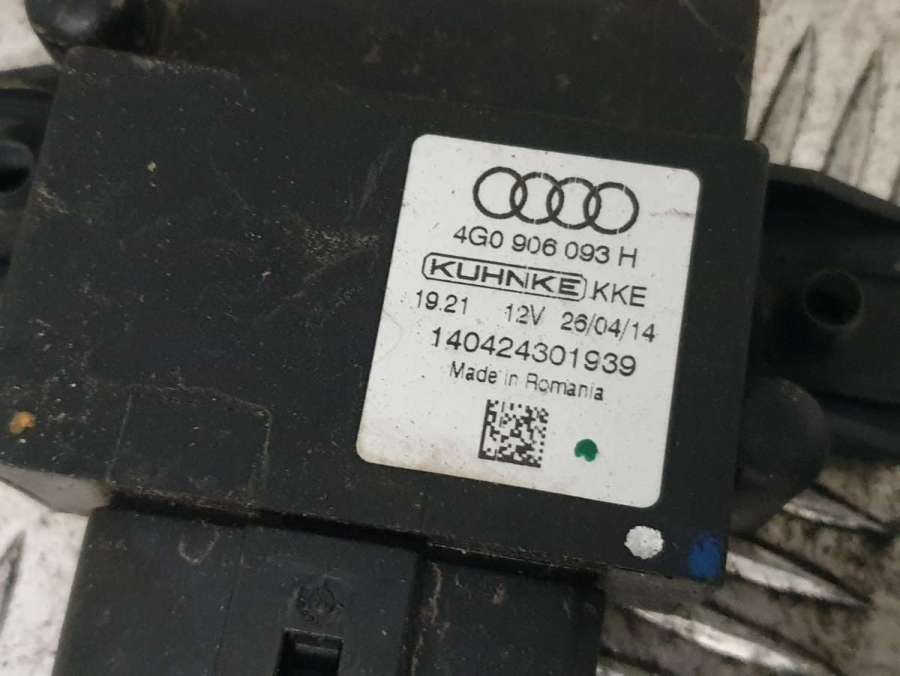 4G0 906 093 H
KUHNKE KKE
19.21 12V 26/04/14
140424301939
Made in Romania